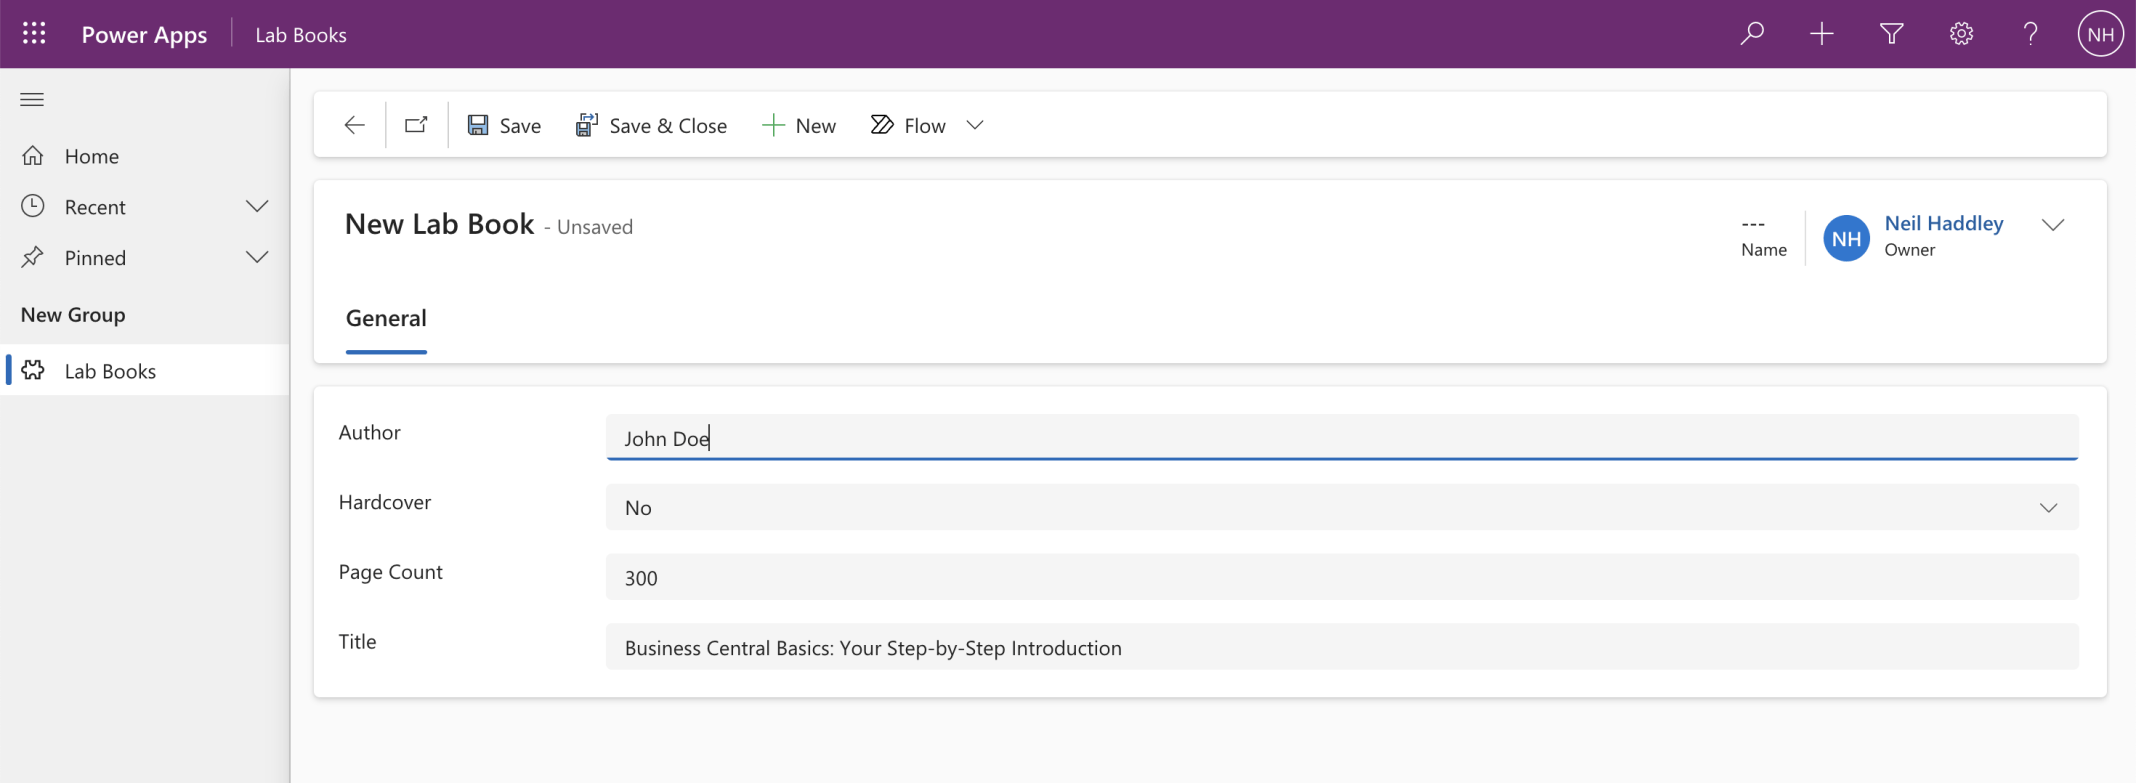 Power Apps
Lab Books
NH
Save
Save & Close
New
Flow
Home
Recent
Pinned
New Group
Lab Books
New Lab Book - Unsaved
---
Name
NH
Neil Haddley
Owner
General
Author
John Doe
Hardcover
No
Page Count
300
Title
Business Central Basics: Your Step-by-Step Introduction